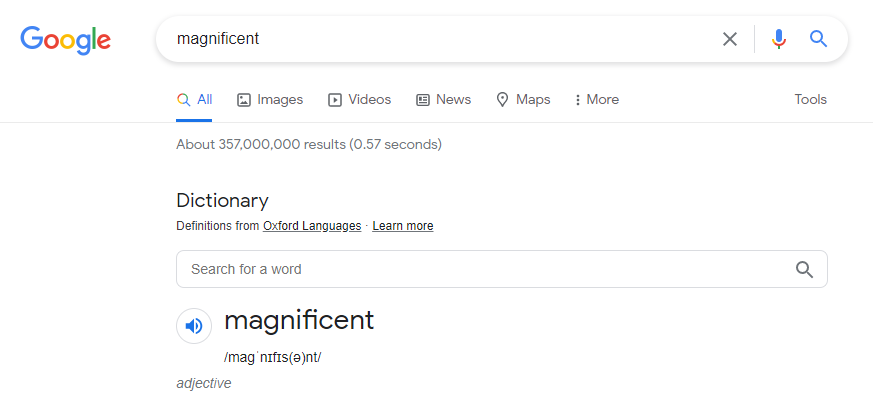 Google
magnificent
All Images Videos News Maps More Tools
About 357,000,000 results (0.57 seconds)
Dictionary
Definitions from Oxford Languages · Learn more
Search for a word
magnificent
/maɡˈnɪfɪs(ə)nt/
adjective